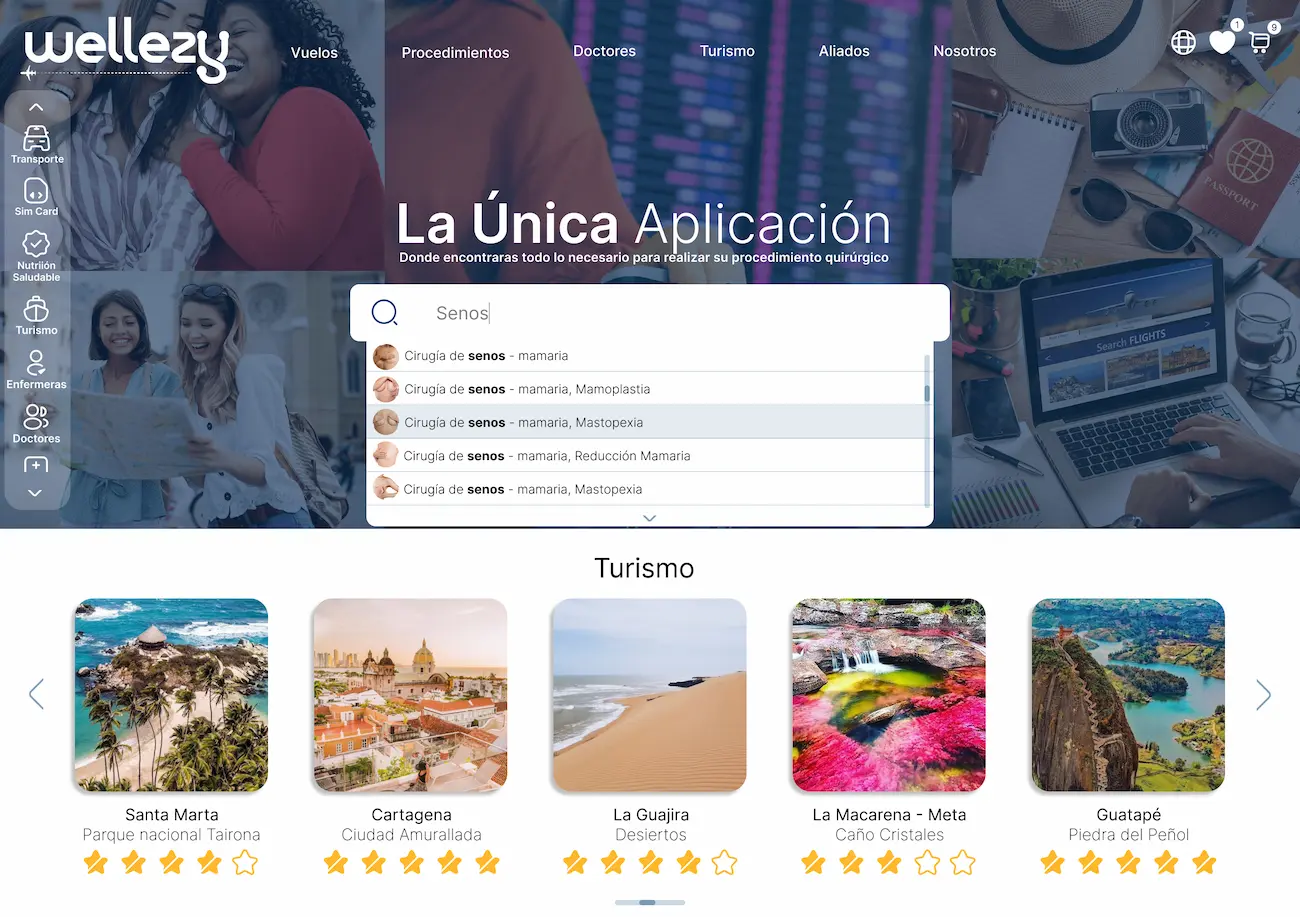 wellezy
Vuelos
Procedimientos
Doctores
Turismo
Aliados
Nosotros
1
9
Transporte
Sim Card
Nutriión
Saludable
Turismo
Enfermeras
Doctores
La Única Aplicación
Donde encontraras todo lo necesario para realizar su procedimiento quirúrgico
PASSPORT
Search FLIGHTS
Senos
Cirugía de senos - mamaria
Cirugía de senos - mamaria, Mamoplastia
Cirugía de senos - mamaria, Mastopexia
Cirugía de senos - mamaria, Reducción Mamaria
Cirugía de senos - mamaria, Mastopexia
Turismo
Santa Marta
Parque nacional Tairona
Cartagena
Ciudad Amurallada
La Guajira
Desiertos
La Macarena - Meta
Caño Cristales
Guatapé
Piedra del Peñol